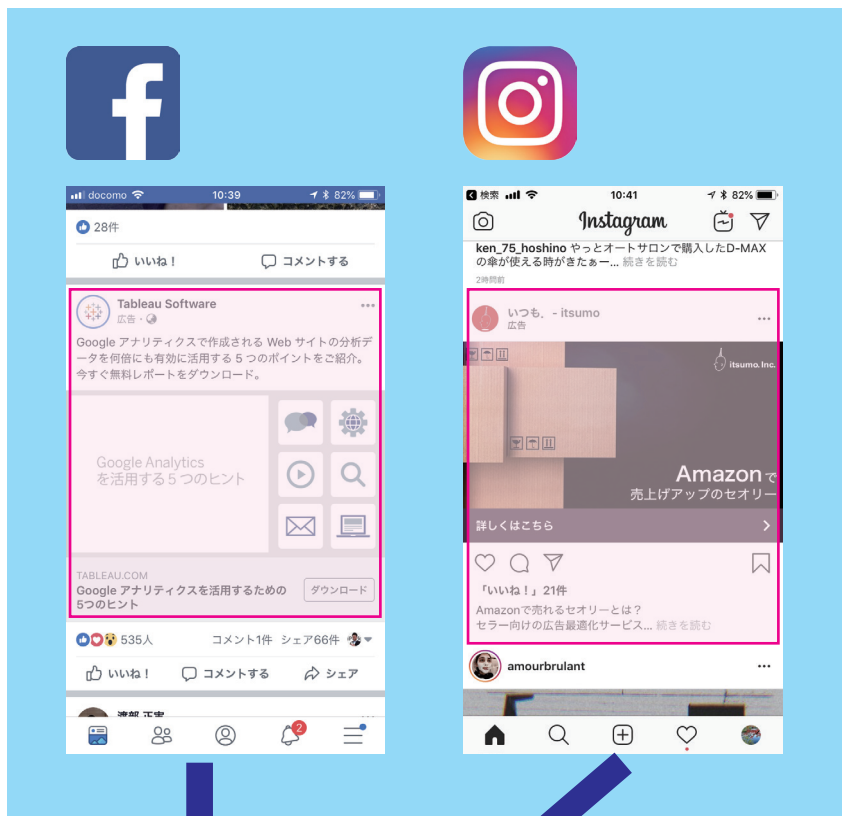 docomo 10:39 82%
28件
いいね！ コメントする
Tableau Software
広告・
Google アナリティクスで作成される Web サイトの分析デ
ータを何倍にも有効に活用する 5 つのポイントをご紹介。
今すぐ無料レポートをダウンロード。
Google Analytics
を活用する 5 つのヒント
TABLEAU.COM
Google アナリティクスを活用するための
5つのヒント
ダウンロード
535人 コメント1件 シェア66件
いいね！ コメントする シェア
渡部 正実
2
検索 10:41 82%
Instagram
ken_75_hoshino やっとオートサロンで購入したD-MAX
の傘が使える時がきたぁー... 続きを読む
2時間前
いつも. - itsumo
広告
itsumo. Inc.
Amazonで
売上げアップのセオリー
詳しくはこちら
「いいね！」21件
Amazonで売れるセオリーとは？
セラー向けの広告最適化サービス... 続きを読む
amourbrulant